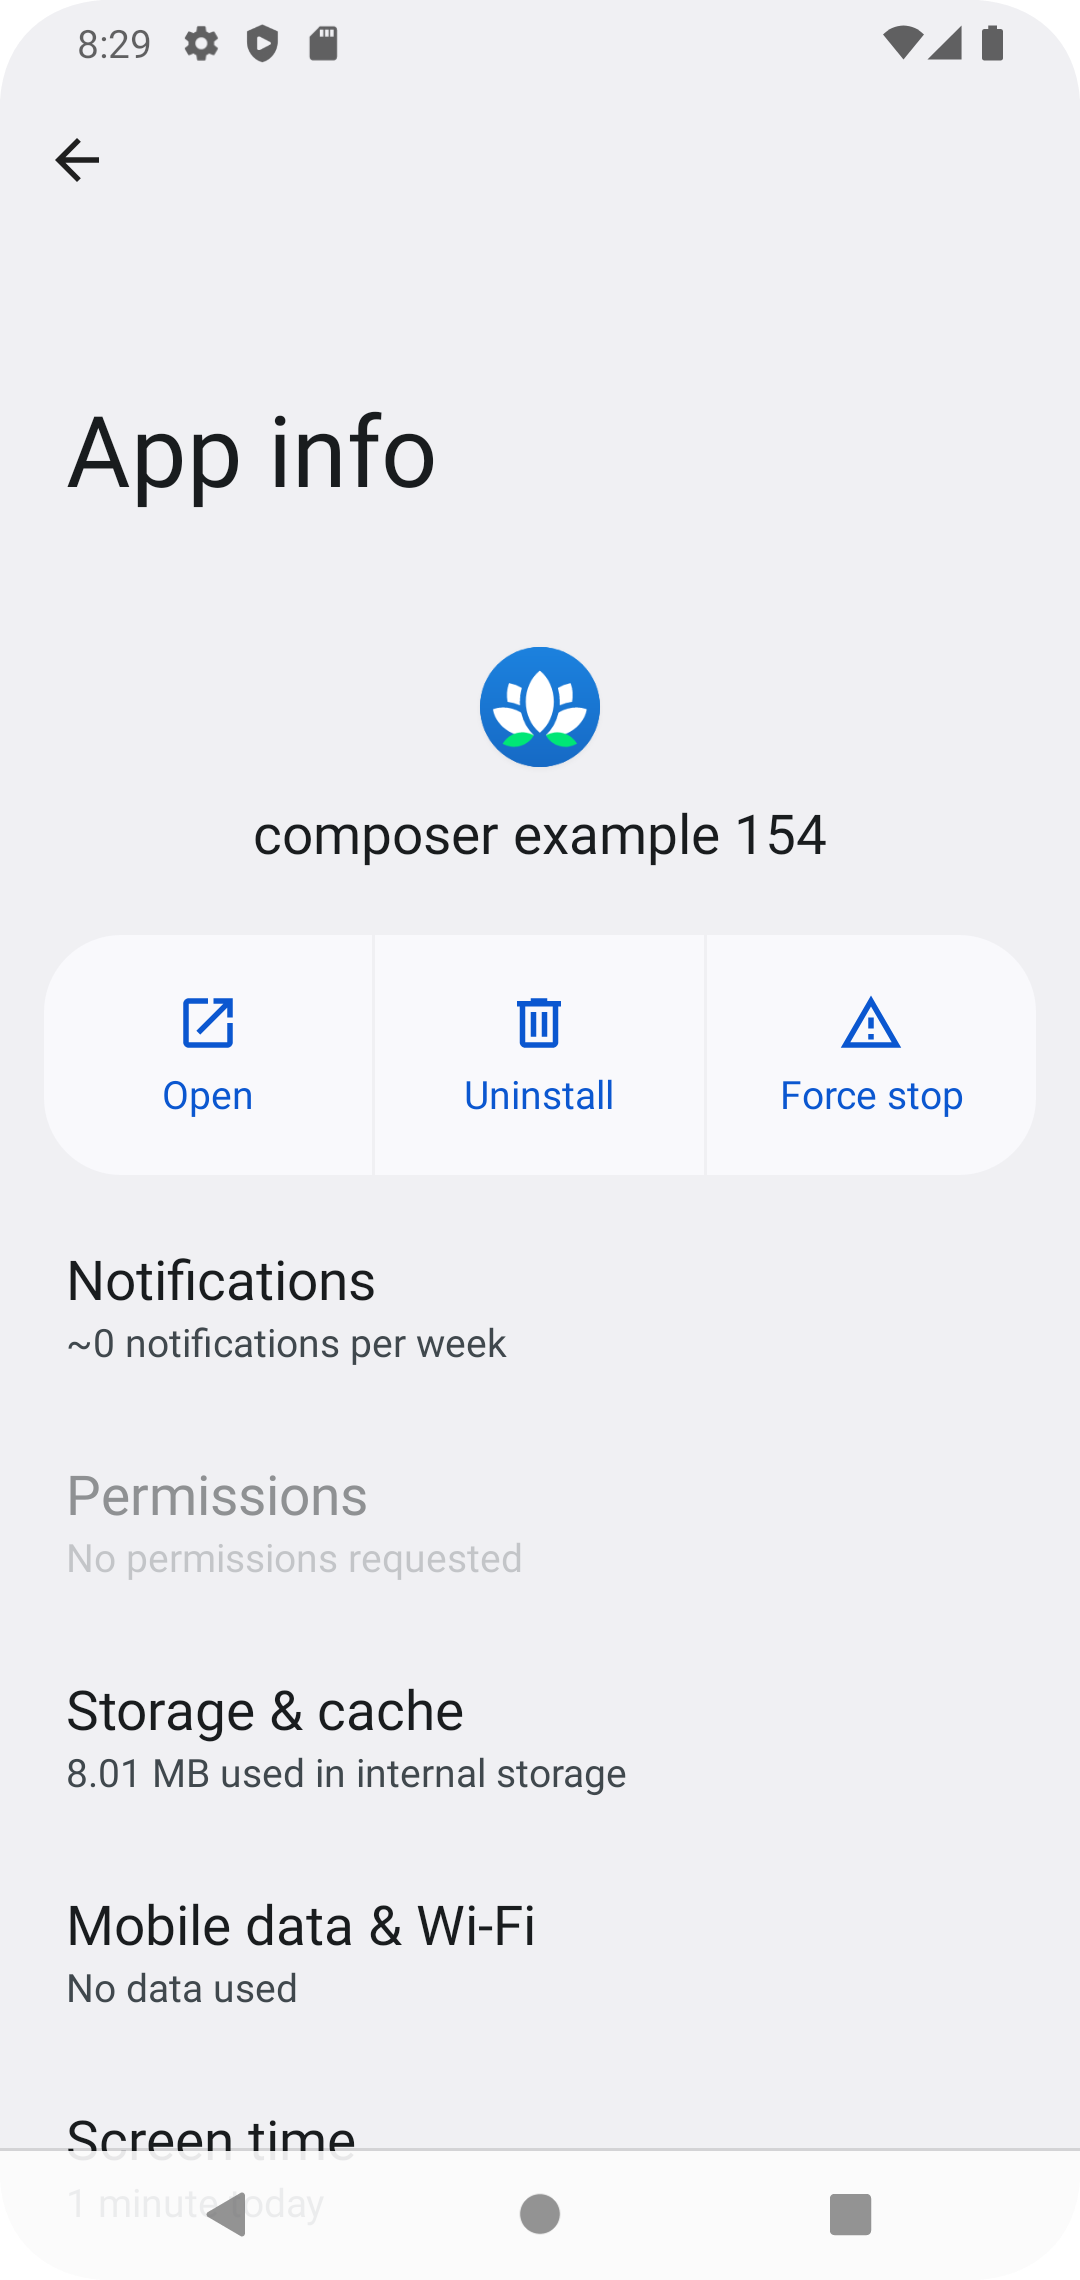 8:29
App info
composer example 154
Open
Uninstall
Force stop
Notifications
~0 notifications per week
Permissions
No permissions requested
Storage & cache
8.01 MB used in internal storage
Mobile data & Wi-Fi
No data used
Screen time
1 minute today